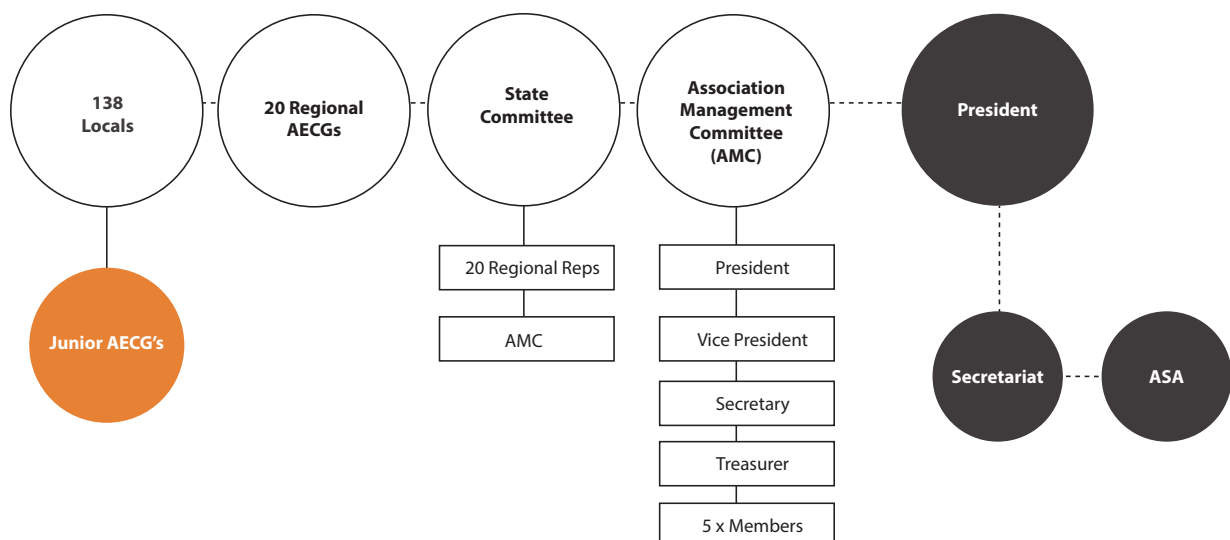 138
Locals
20 Regional
AECGs
State
Committee
Association
Management
Committee
(AMC)
President
Junior AECG's
20 Regional Reps
AMC
President
Vice President
Secretary
Treasurer
5 x Members
Secretariat
ASA